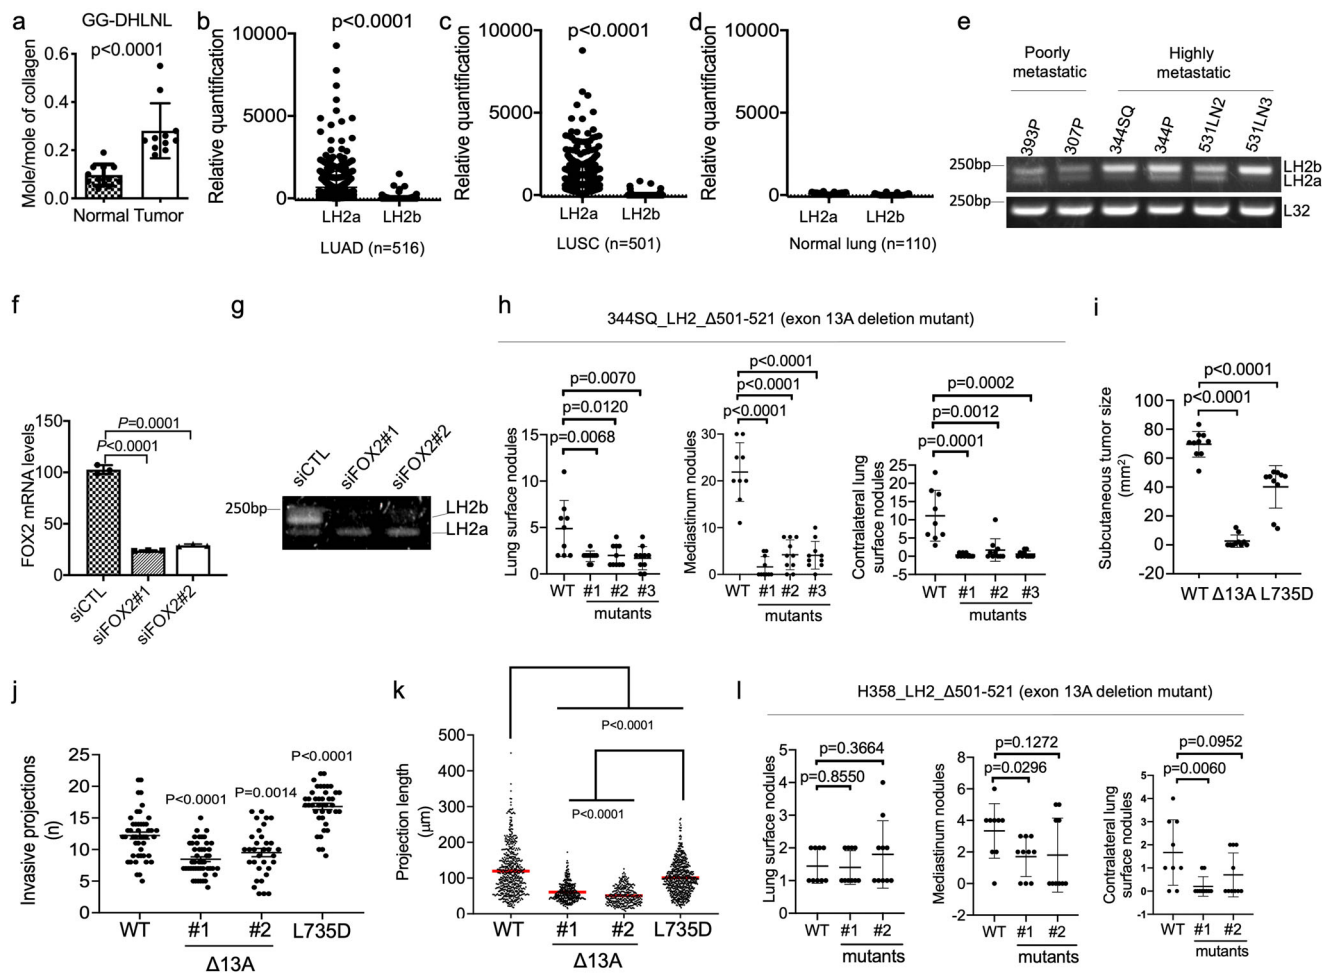 a
GG-DHLNL
p<0.0001
Mole/mole of collagen
0.6
0.4
0.2
0.0
Normal Tumor
b
p<0.0001
Relative quantification
10000
5000
0
LH2a LH2b
LUAD (n=516)
c
p<0.0001
Relative quantification
10000
5000
0
LH2a LH2b
LUSC (n=501)
d
Relative quantification
10000
5000
0
LH2a LH2b
Normal lung (n=110)
e
Poorly
metastatic
Highly
metastatic
393P
307P
344SQ
344P
531LN2
531LN3
250bp
LH2b
LH2a
250bp
L32
f
FOX2 mRNA levels
P=0.0001
P<0.0001
150
100
50
0
siCTL
siFOX2#1
siFOX2#2
g
siCTL
siFOX2#1
siFOX2#2
250bp
LH2b
LH2a
h
344SQ_LH2_Δ501-521 (exon 13A deletion mutant)
p=0.0070
p=0.0120
p=0.0068
Lung surface nodules
15
10
5
0
WT #1 #2 #3
mutants
p<0.0001
p<0.0001
p<0.0001
Mediastinum nodules
30
20
10
0
WT #1 #2 #3
mutants
p=0.0002
p=0.0012
p=0.0001
Contralateral lung
surface nodules
25
20
15
10
5
0
-5
WT #1 #2 #3
mutants
i
p<0.0001
p<0.0001
Subcutaneous tumor size
(mm²)
100
80
60
40
20
0
-20
WT Δ13A L735D
j
Invasive projections
(n)
25
20
15
10
5
0
P<0.0001
P=0.0014
P<0.0001
WT #1 #2 L735D
Δ13A
k
Projection length
(μm)
500
400
300
200
100
0
P<0.0001
P<0.0001
WT #1 #2 L735D
Δ13A
l
H358_LH2_Δ501-521 (exon 13A deletion mutant)
p=0.3664
p=0.8550
Lung surface nodules
5
4
3
2
1
0
WT #1 #2
mutants
p=0.1272
p=0.0296
Mediastinum nodules
8
6
4
2
0
-2
WT #1 #2
mutants
p=0.0952
p=0.0060
Contralateral lung
surface nodules
5
4
3
2
1
0
-1
WT #1 #2
mutants